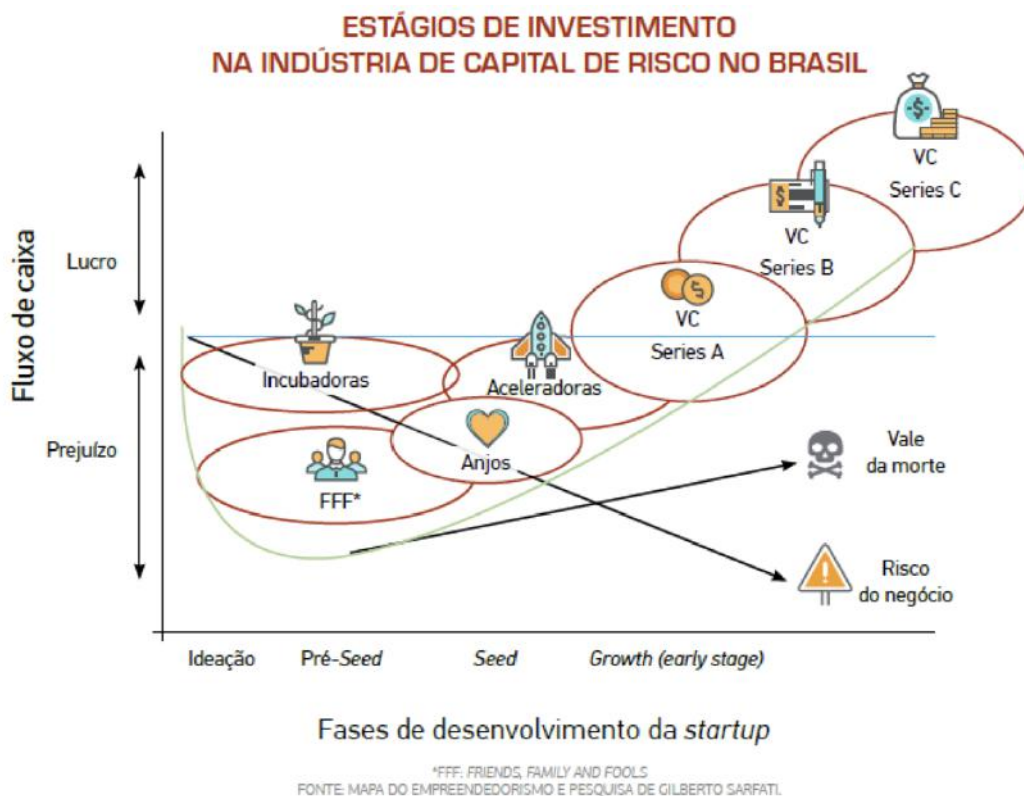 ESTÁGIOS DE INVESTIMENTO
NA INDÚSTRIA DE CAPITAL DE RISCO NO BRASIL
VC
Series C
VC
Series B
VC
Series A
Fluxo de caixa
Lucro
Prejuízo
Incubadoras
Aceleradoras
Anjos
FFF*
Vale
da morte
Risco
do negócio
Ideação
Pré-Seed
Seed
Growth (early stage)
Fases de desenvolvimento da startup
*FFF: FRIENDS, FAMILY AND FOOLS
FONTE: MAPA DO EMPREENDEDORISMO E PESQUISA DE GILBERTO SARFATI.